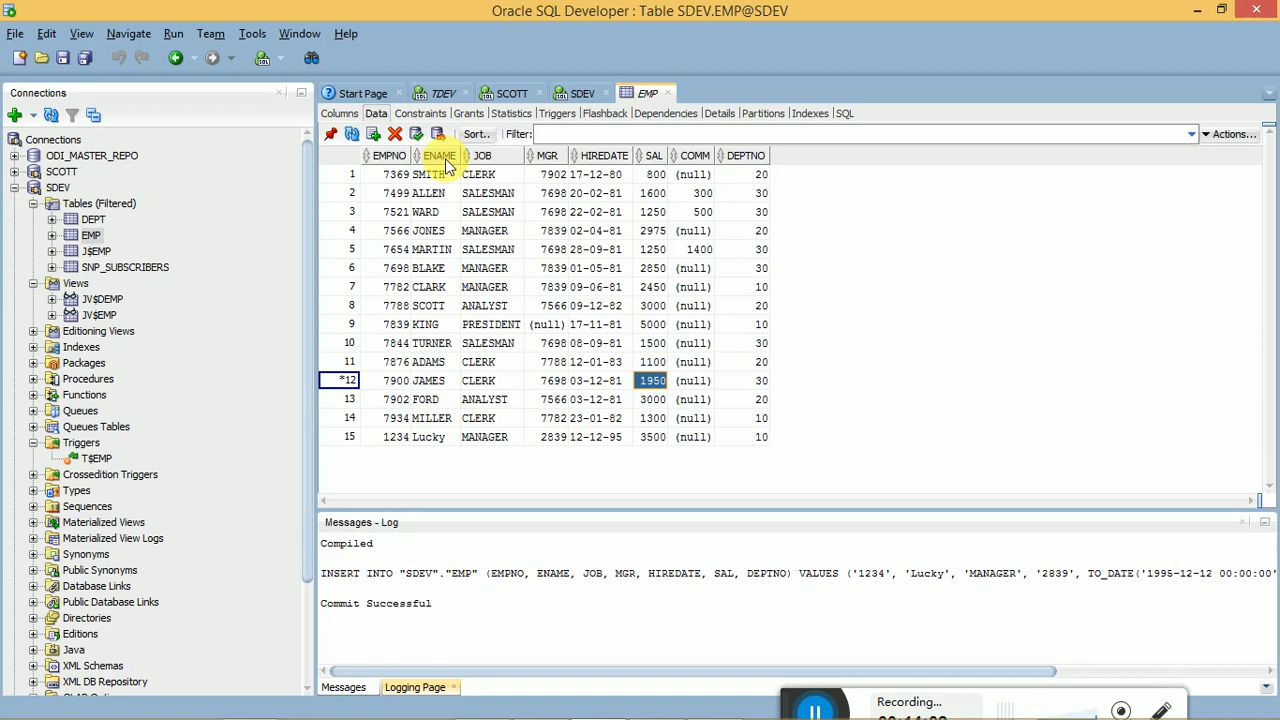 Oracle SQL Developer : Table SDEV.EMP@SDEV
File Edit View Navigate Run Team Tools Window Help
Connections
Start Page TDEV SCOTT SDEV EMP
Columns Data Constraints Grants Statistics Triggers Flashback Dependencies Details Partitions Indexes SQL
Sort.. Filter: Actions...
Connections
ODI_MASTER_REPO
SCOTT
SDEV
Tables (Filtered)
DEPT
EMP
J$EMP
SNP_SUBSCRIBERS
Views
JV$DEMP
JV$EMP
Editioning Views
Indexes
Packages
Procedures
Functions
Queues
Queues Tables
Triggers
T$EMP
Crossedition Triggers
Types
Sequences
Materialized Views
Materialized View Logs
Synonyms
Public Synonyms
Database Links
Public Database Links
Directories
Editions
Java
XML Schemas
XML DB Repository
EMPNO ENAME JOB MGR HIREDATE SAL COMM DEPTNO
1 7369 SMITH CLERK 7902 17-12-80 800 (null) 20
2 7499 ALLEN SALESMAN 7698 20-02-81 1600 300 30
3 7521 WARD SALESMAN 7698 22-02-81 1250 500 30
4 7566 JONES MANAGER 7839 02-04-81 2975 (null) 20
5 7654 MARTIN SALESMAN 7698 28-09-81 1250 1400 30
6 7698 BLAKE MANAGER 7839 01-05-81 2850 (null) 30
7 7782 CLARK MANAGER 7839 09-06-81 2450 (null) 10
8 7788 SCOTT ANALYST 7566 09-12-82 3000 (null) 20
9 7839 KING PRESIDENT (null) 17-11-81 5000 (null) 10
10 7844 TURNER SALESMAN 7698 08-09-81 1500 (null) 30
11 7876 ADAMS CLERK 7788 12-01-83 1100 (null) 20
*12 7900 JAMES CLERK 7698 03-12-81 1950 (null) 30
13 7902 FORD ANALYST 7566 03-12-81 3000 (null) 20
14 7934 MILLER CLERK 7782 23-01-82 1300 (null) 10
15 1234 Lucky MANAGER 2839 12-12-95 3500 (null) 10
Messages - Log
Compiled
INSERT INTO "SDEV"."EMP" (EMPNO, ENAME, JOB, MGR, HIREDATE, SAL, DEPTNO) VALUES ('1234', 'Lucky', 'MANAGER', '2839', TO_DATE('1995-12-12 00:00:00'
Commit Successful
Messages Logging Page
Recording...